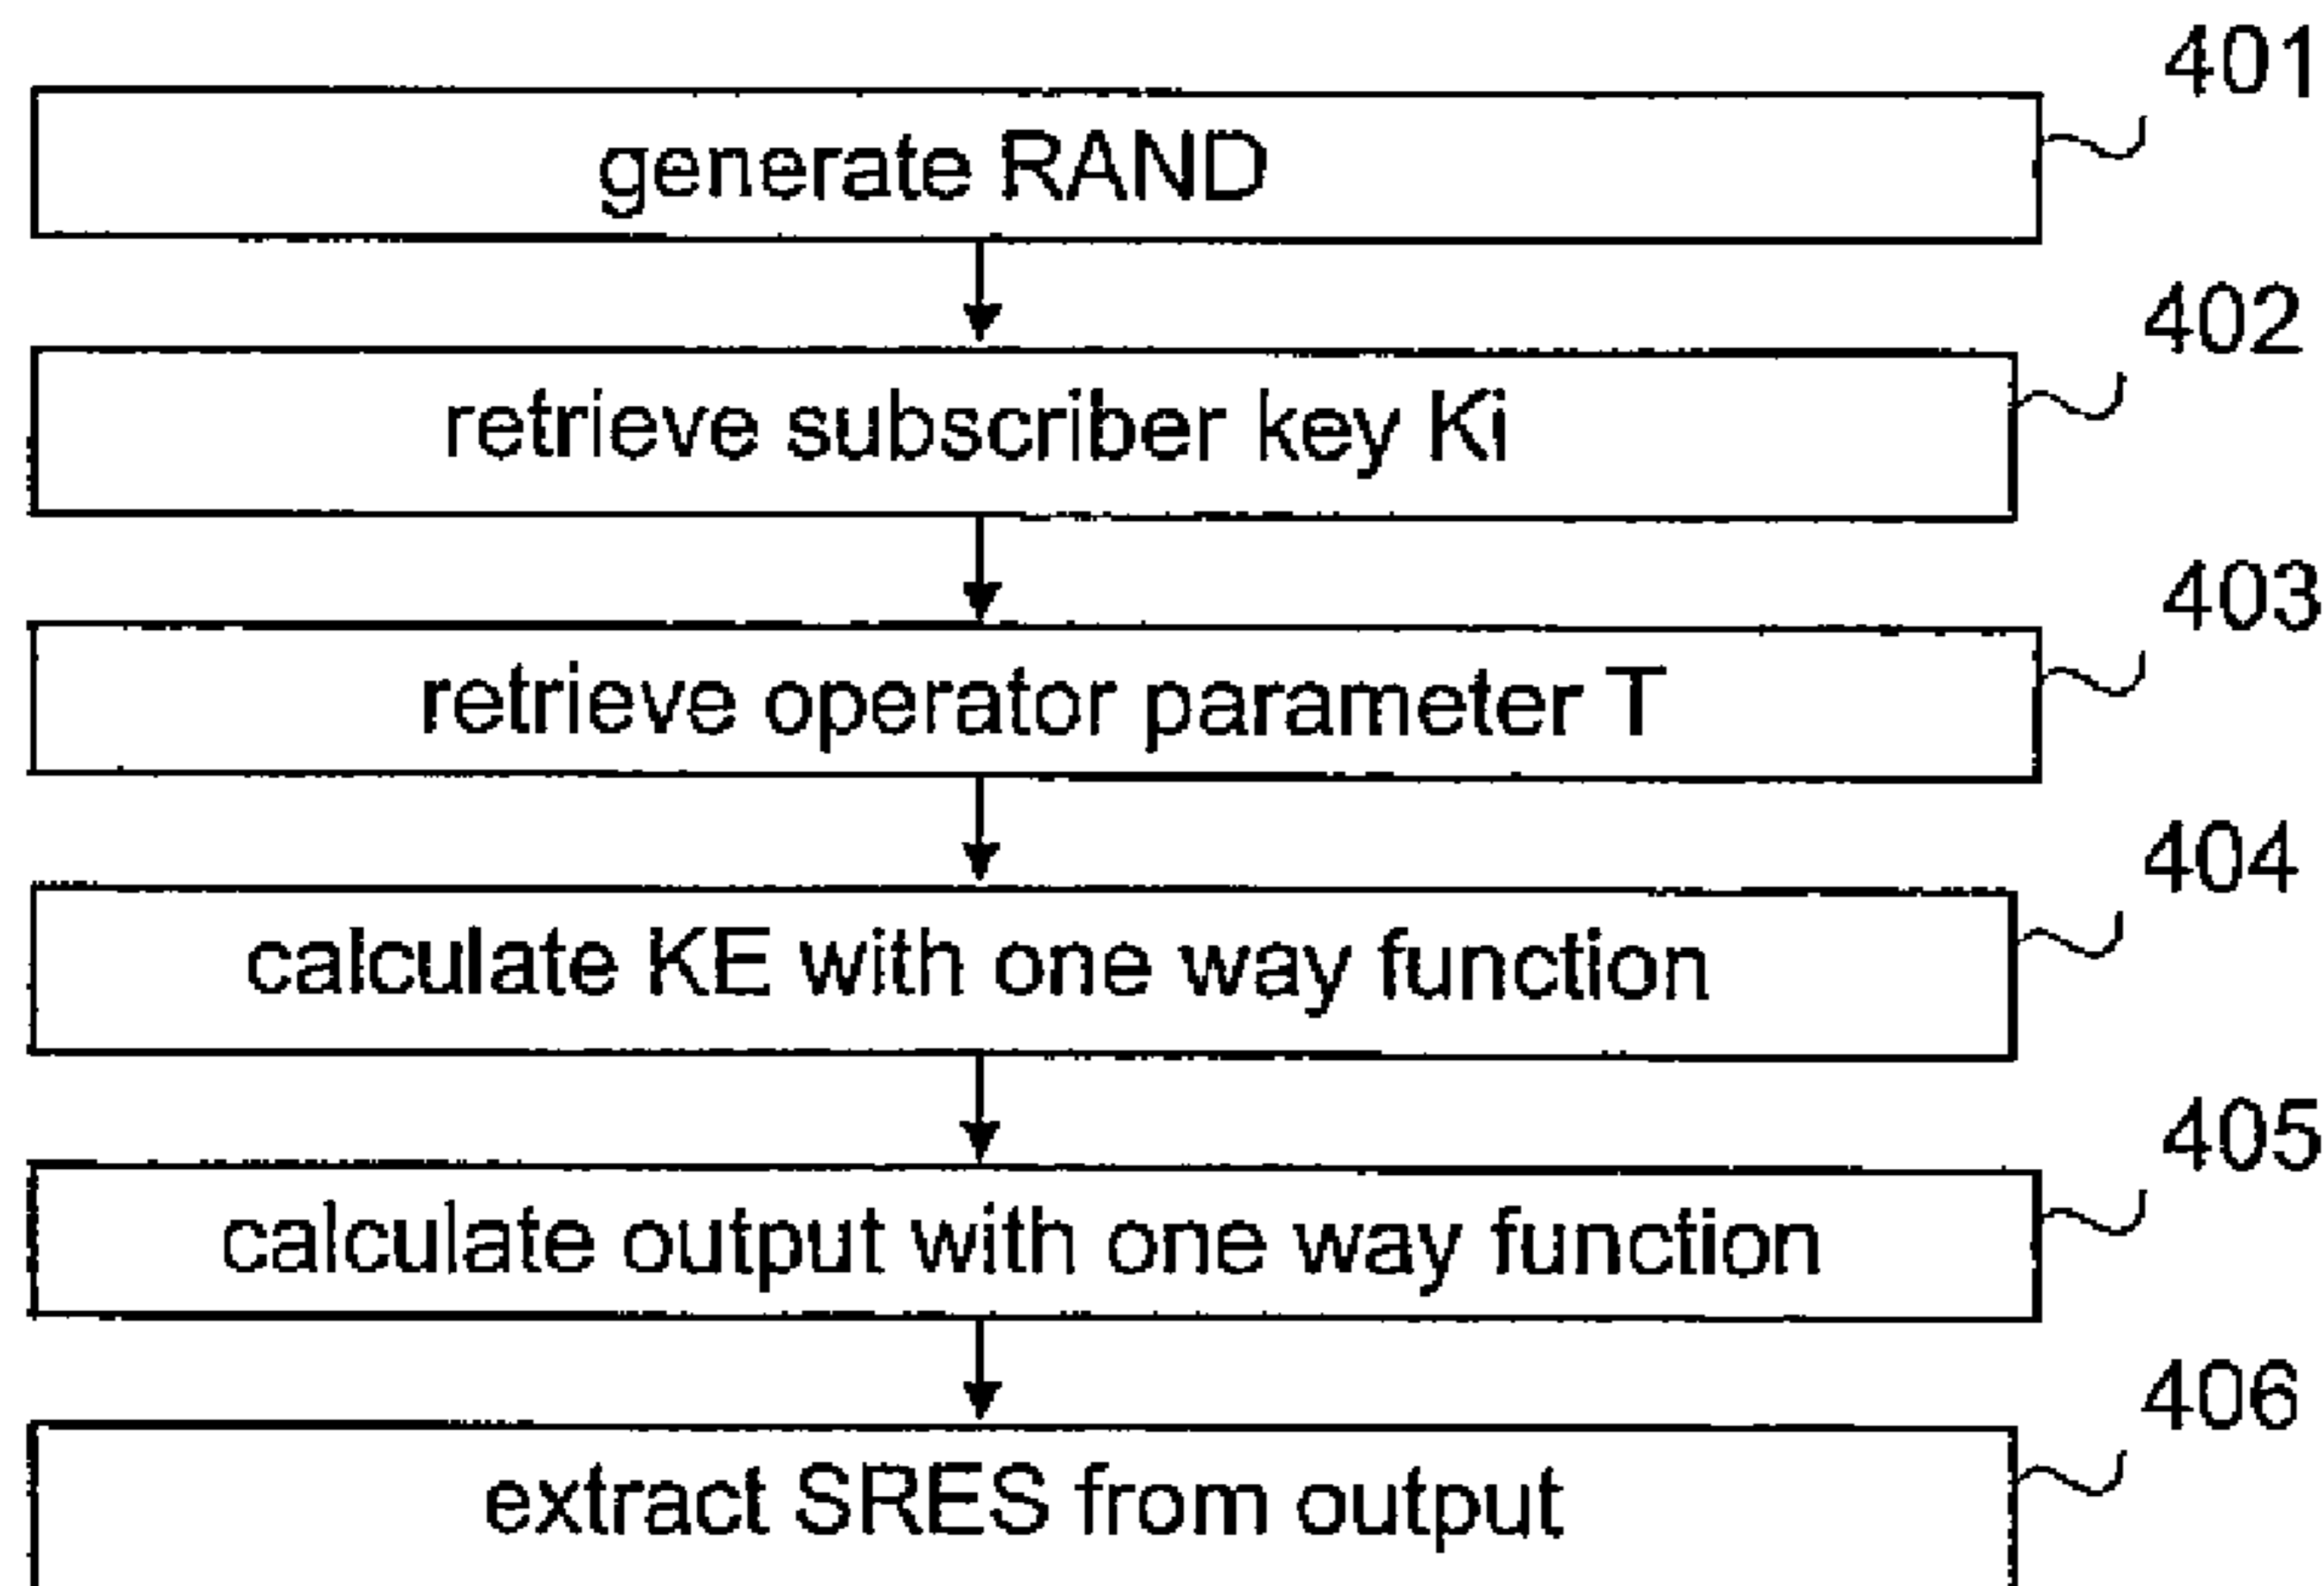 401
generate RAND
402
retrieve subscriber key Ki
403
retrieve operator parameter T
404
calculate KE with one way function
405
calculate output with one way function
406
extract SRES from output